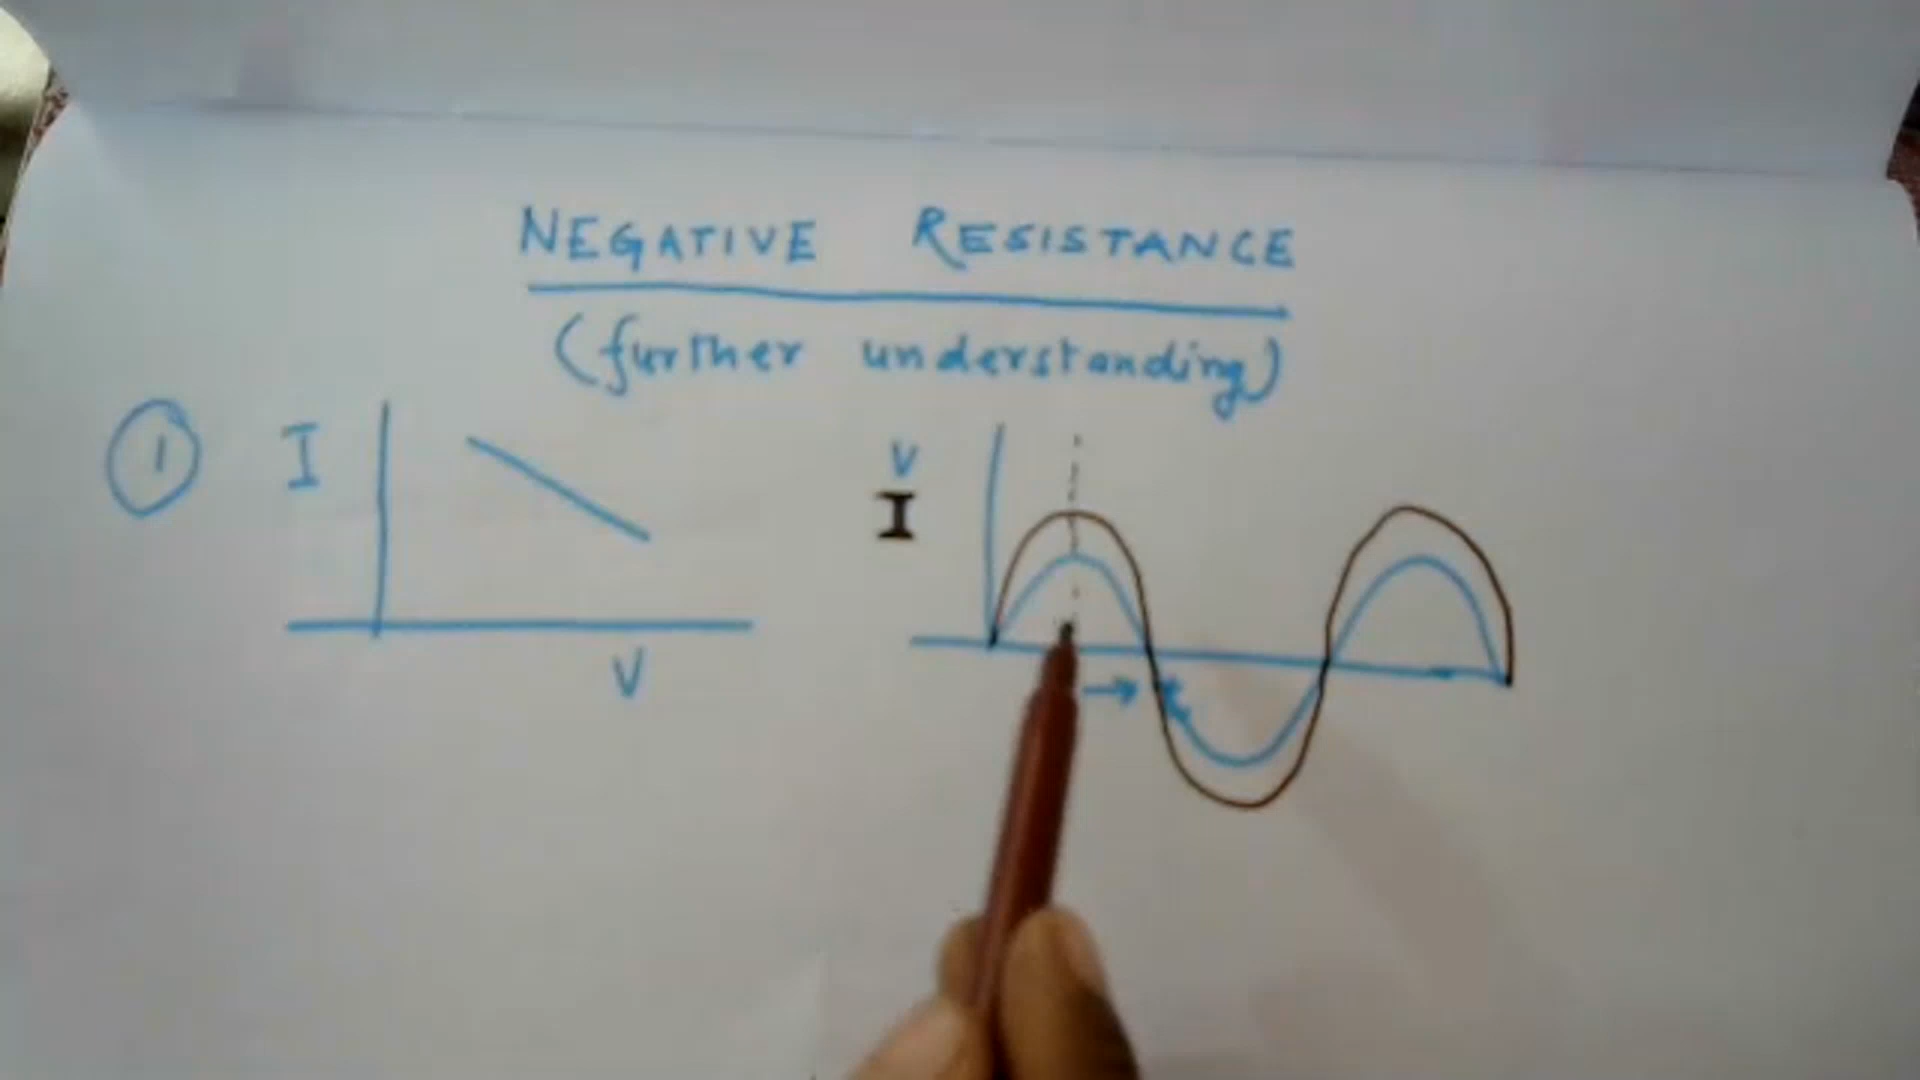 NEGATIVE RESISTANCE
(further understanding)
1
I
V
V
I